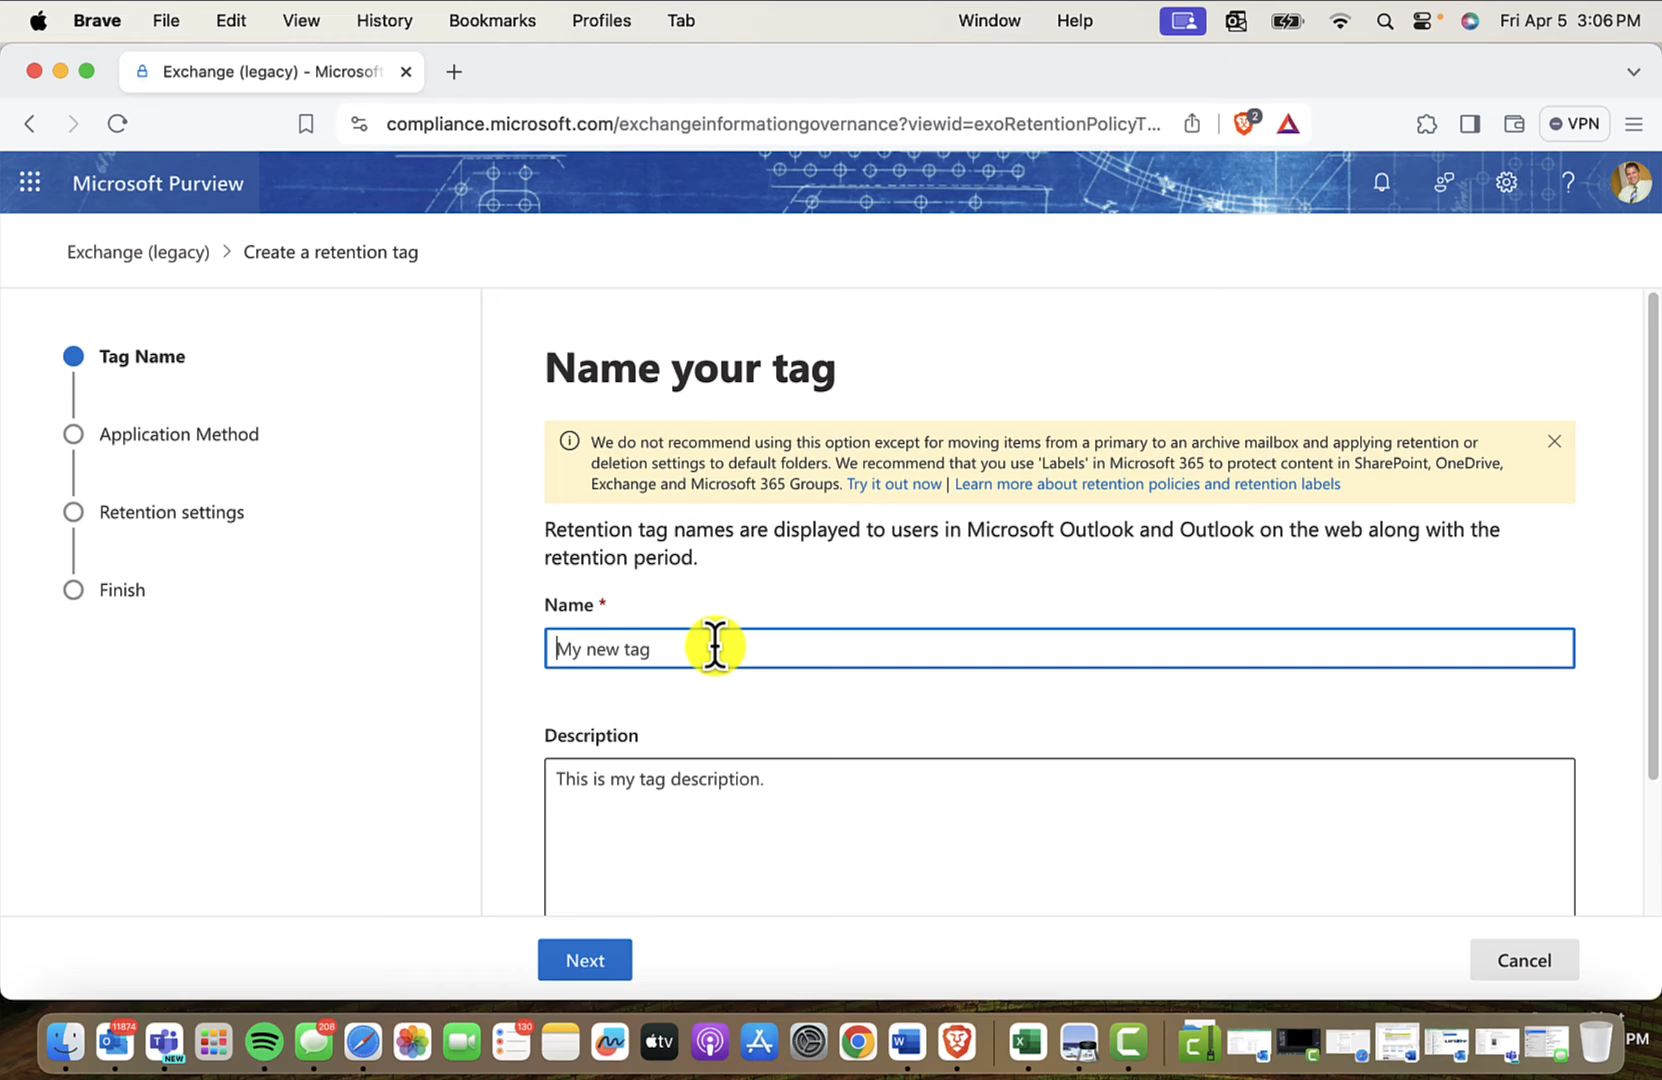 Brave File Edit View History Bookmarks Profiles Tab Window Help Fri Apr 5 3:06 PM
Exchange (legacy) - Microsoft
compliance.microsoft.com/exchangeinformationgovernance?viewid=exoRetentionPolicyT... 2 VPN
Microsoft Purview
Exchange (legacy) > Create a retention tag
Tag Name
Application Method
Retention settings
Finish
Name your tag
We do not recommend using this option except for moving items from a primary to an archive mailbox and applying retention or
deletion settings to default folders. We recommend that you use 'Labels' in Microsoft 365 to protect content in SharePoint, OneDrive,
Exchange and Microsoft 365 Groups. Try it out now | Learn more about retention policies and retention labels
Retention tag names are displayed to users in Microsoft Outlook and Outlook on the web along with the
retention period.
Name *
My new tag
Description
This is my tag description.
Next
Cancel
11874 NEW 208 130 tv PM